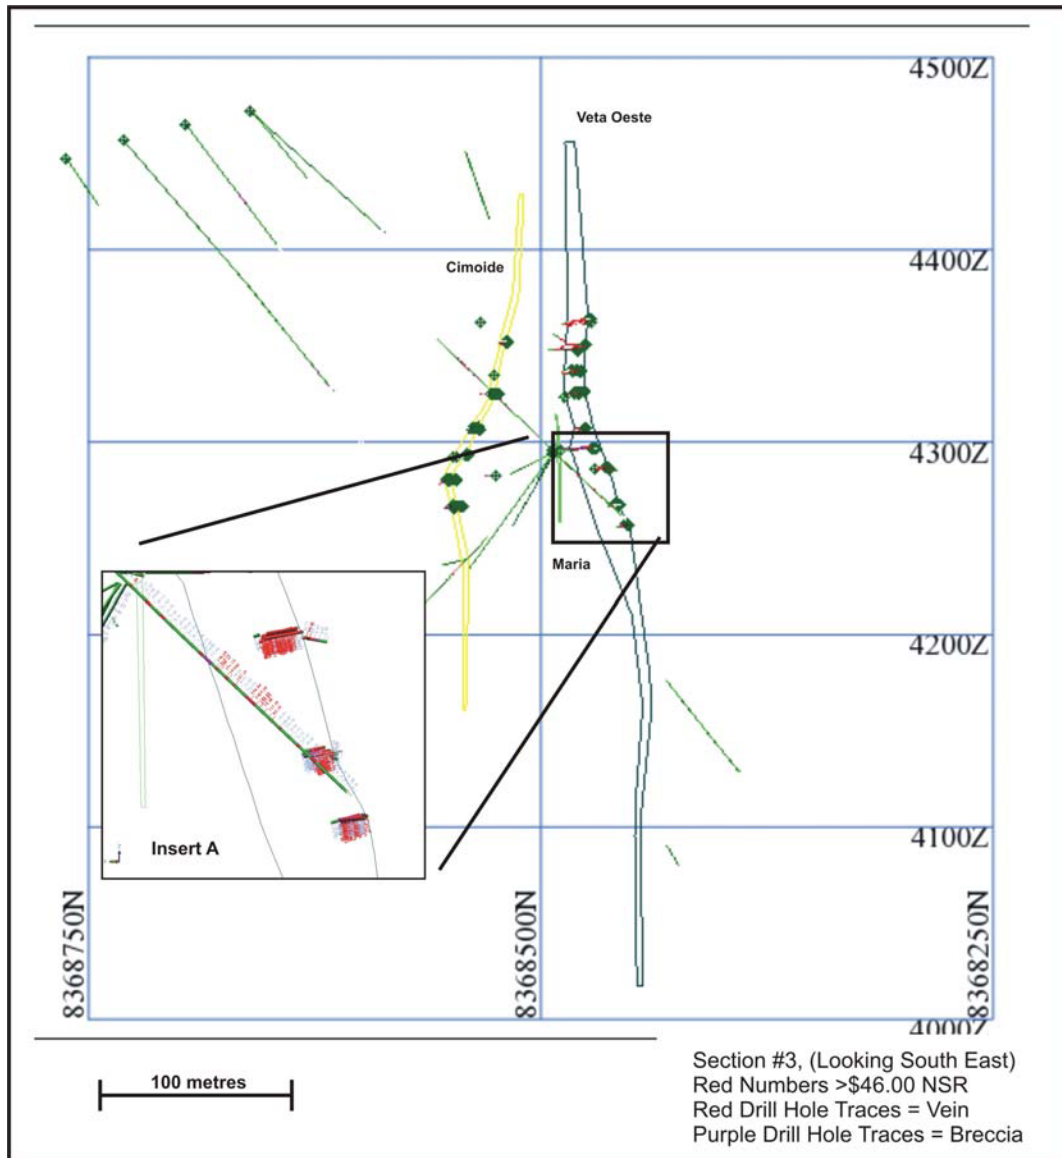 4500Z
Veta Oeste
4400Z
Cimoide
4300Z
Maria
4200Z
Insert A
4100Z
8368750N
8368500N
8368250N
4000Z
100 metres
Section #3, (Looking South East)
Red Numbers >$46.00 NSR
Red Drill Hole Traces = Vein
Purple Drill Hole Traces = Breccia